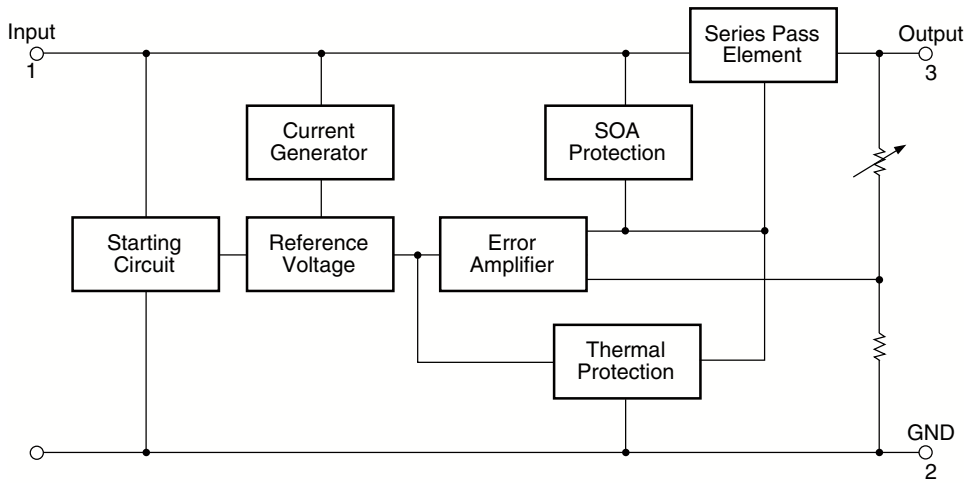 Input
1
Series Pass
Element
Output
3
Current
Generator
SOA
Protection
Starting
Circuit
Reference
Voltage
Error
Amplifier
Thermal
Protection
GND
2